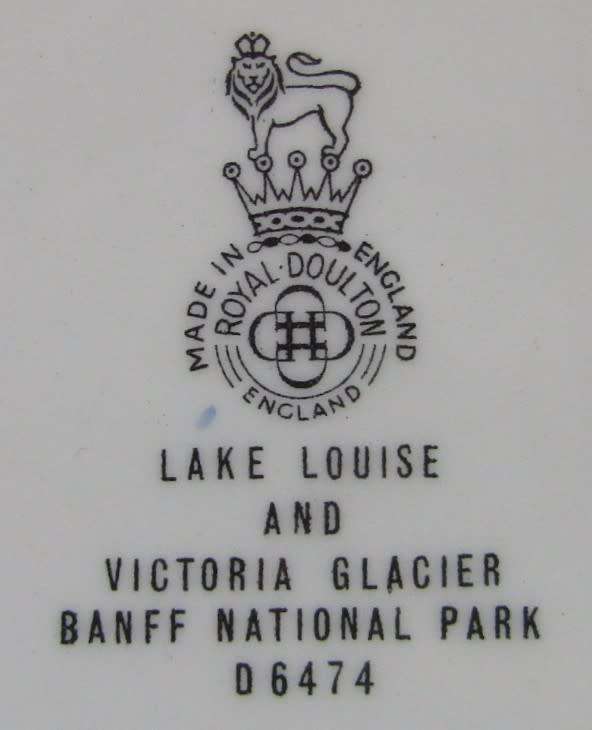 MADE IN ENGLAND
ROYAL·DOULTON
ENGLAND
LAKE LOUISE
AND
VICTORIA GLACIER
BANFF NATIONAL PARK
D6474